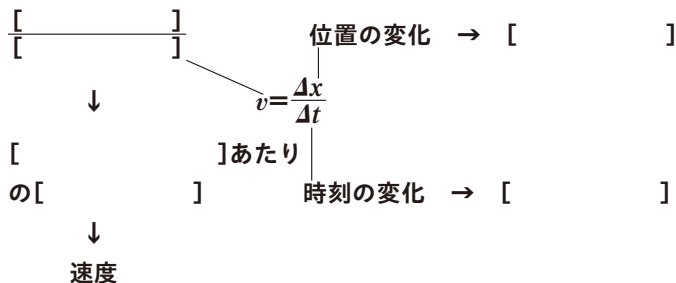 [ ]
[ ]
位置の変化 → [ ]
↓
v=Δx/Δt
[ ]あたり
の[ ]
時刻の変化 → [ ]
↓
速度